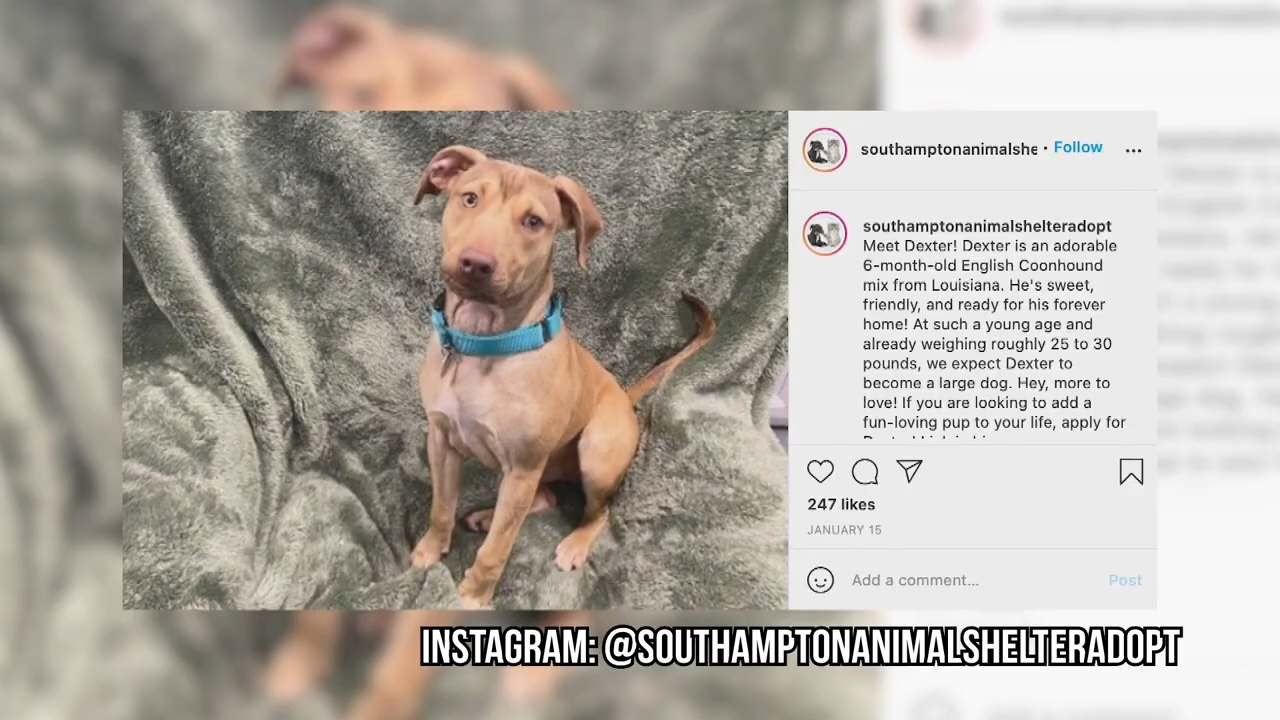 southamptonanimalshe • Follow
southamptonanimalshelteradopt
Meet Dexter! Dexter is an adorable
6-month-old English Coonhound
mix from Louisiana. He's sweet,
friendly, and ready for his forever
home! At such a young age and
already weighing roughly 25 to 30
pounds, we expect Dexter to
become a large dog. Hey, more to
love! If you are looking to add a
fun-loving pup to your life, apply for
247 likes
JANUARY 15
Add a comment...
Post
INSTAGRAM: @SOUTHAMPTONANIMALSHELTERADOPT